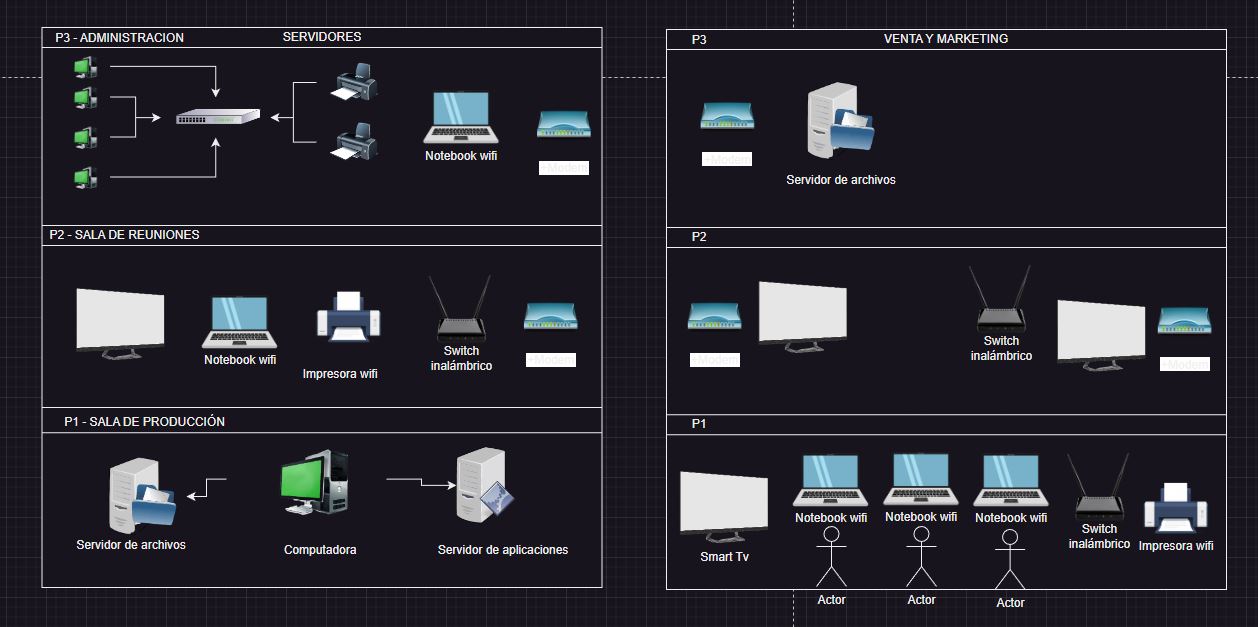 P3 - ADMINISTRACION
SERVIDORES
Notebook wifi
+Modem
P2 - SALA DE REUNIONES
Notebook wifi
Impresora wifi
Switch
inalámbrico
+Modem
P1 - SALA DE PRODUCCIÓN
Servidor de archivos
Computadora
Servidor de aplicaciones
P3
VENTA Y MARKETING
+Modem
Servidor de archivos
P2
+Modem
Switch
inalámbrico
+Modem
P1
Smart Tv
Notebook wifi
Notebook wifi
Notebook wifi
Switch
inalámbrico
Impresora wifi
Actor
Actor
Actor